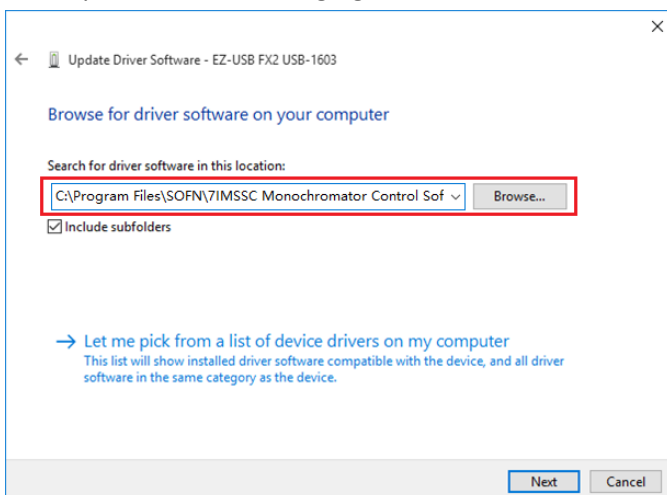 Update Driver Software - EZ-USB FX2 USB-1603
Browse for driver software on your computer
Search for driver software in this location:
C:\Program Files\SOFN\7IMSSC Monochromator Control Sof
Browse...
Include subfolders
Let me pick from a list of device drivers on my computer
This list will show installed driver software compatible with the device, and all driver
software in the same category as the device.
Next
Cancel